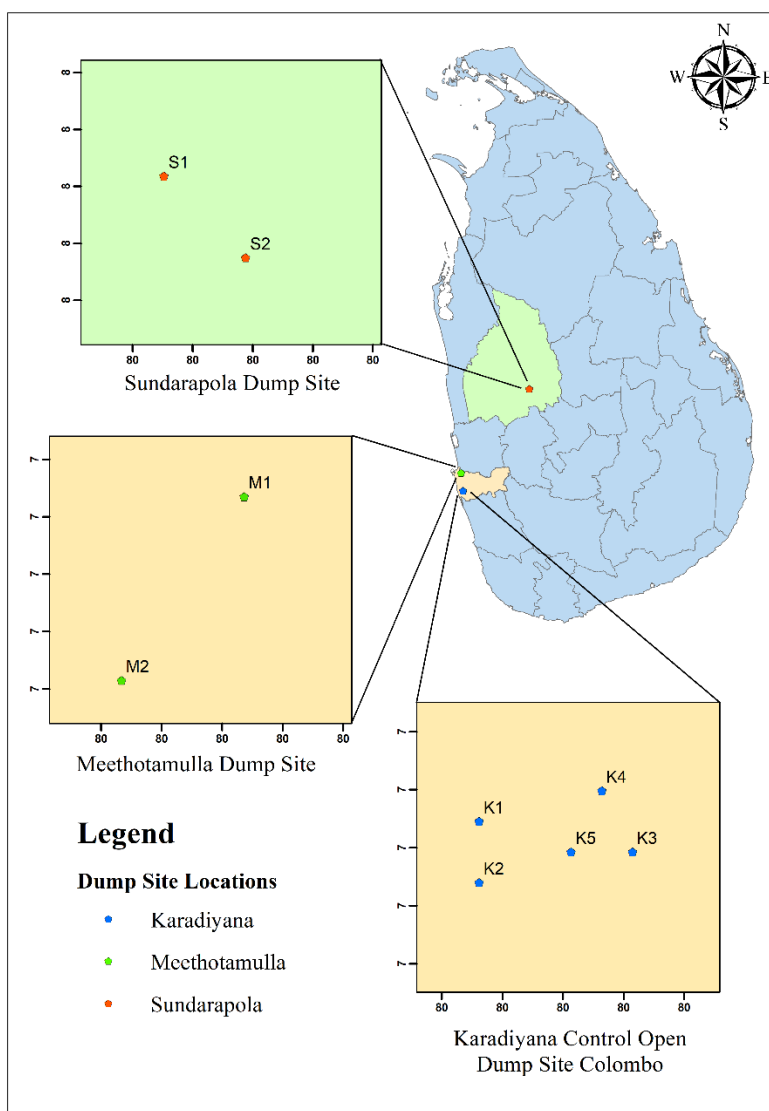 N
W
E
S
8
8
8
8
8
S1
S2
80
80
80
80
80
Sundarapola Dump Site
7
7
7
7
7
M1
M2
80
80
80
80
80
Meethotamulla Dump Site
7
7
7
7
7
K4
K1
K5
K3
K2
80
80
80
80
80
Karadiyana Control Open
Dump Site Colombo
Legend
Dump Site Locations
Karadiyana
Meethotamulla
Sundarapola